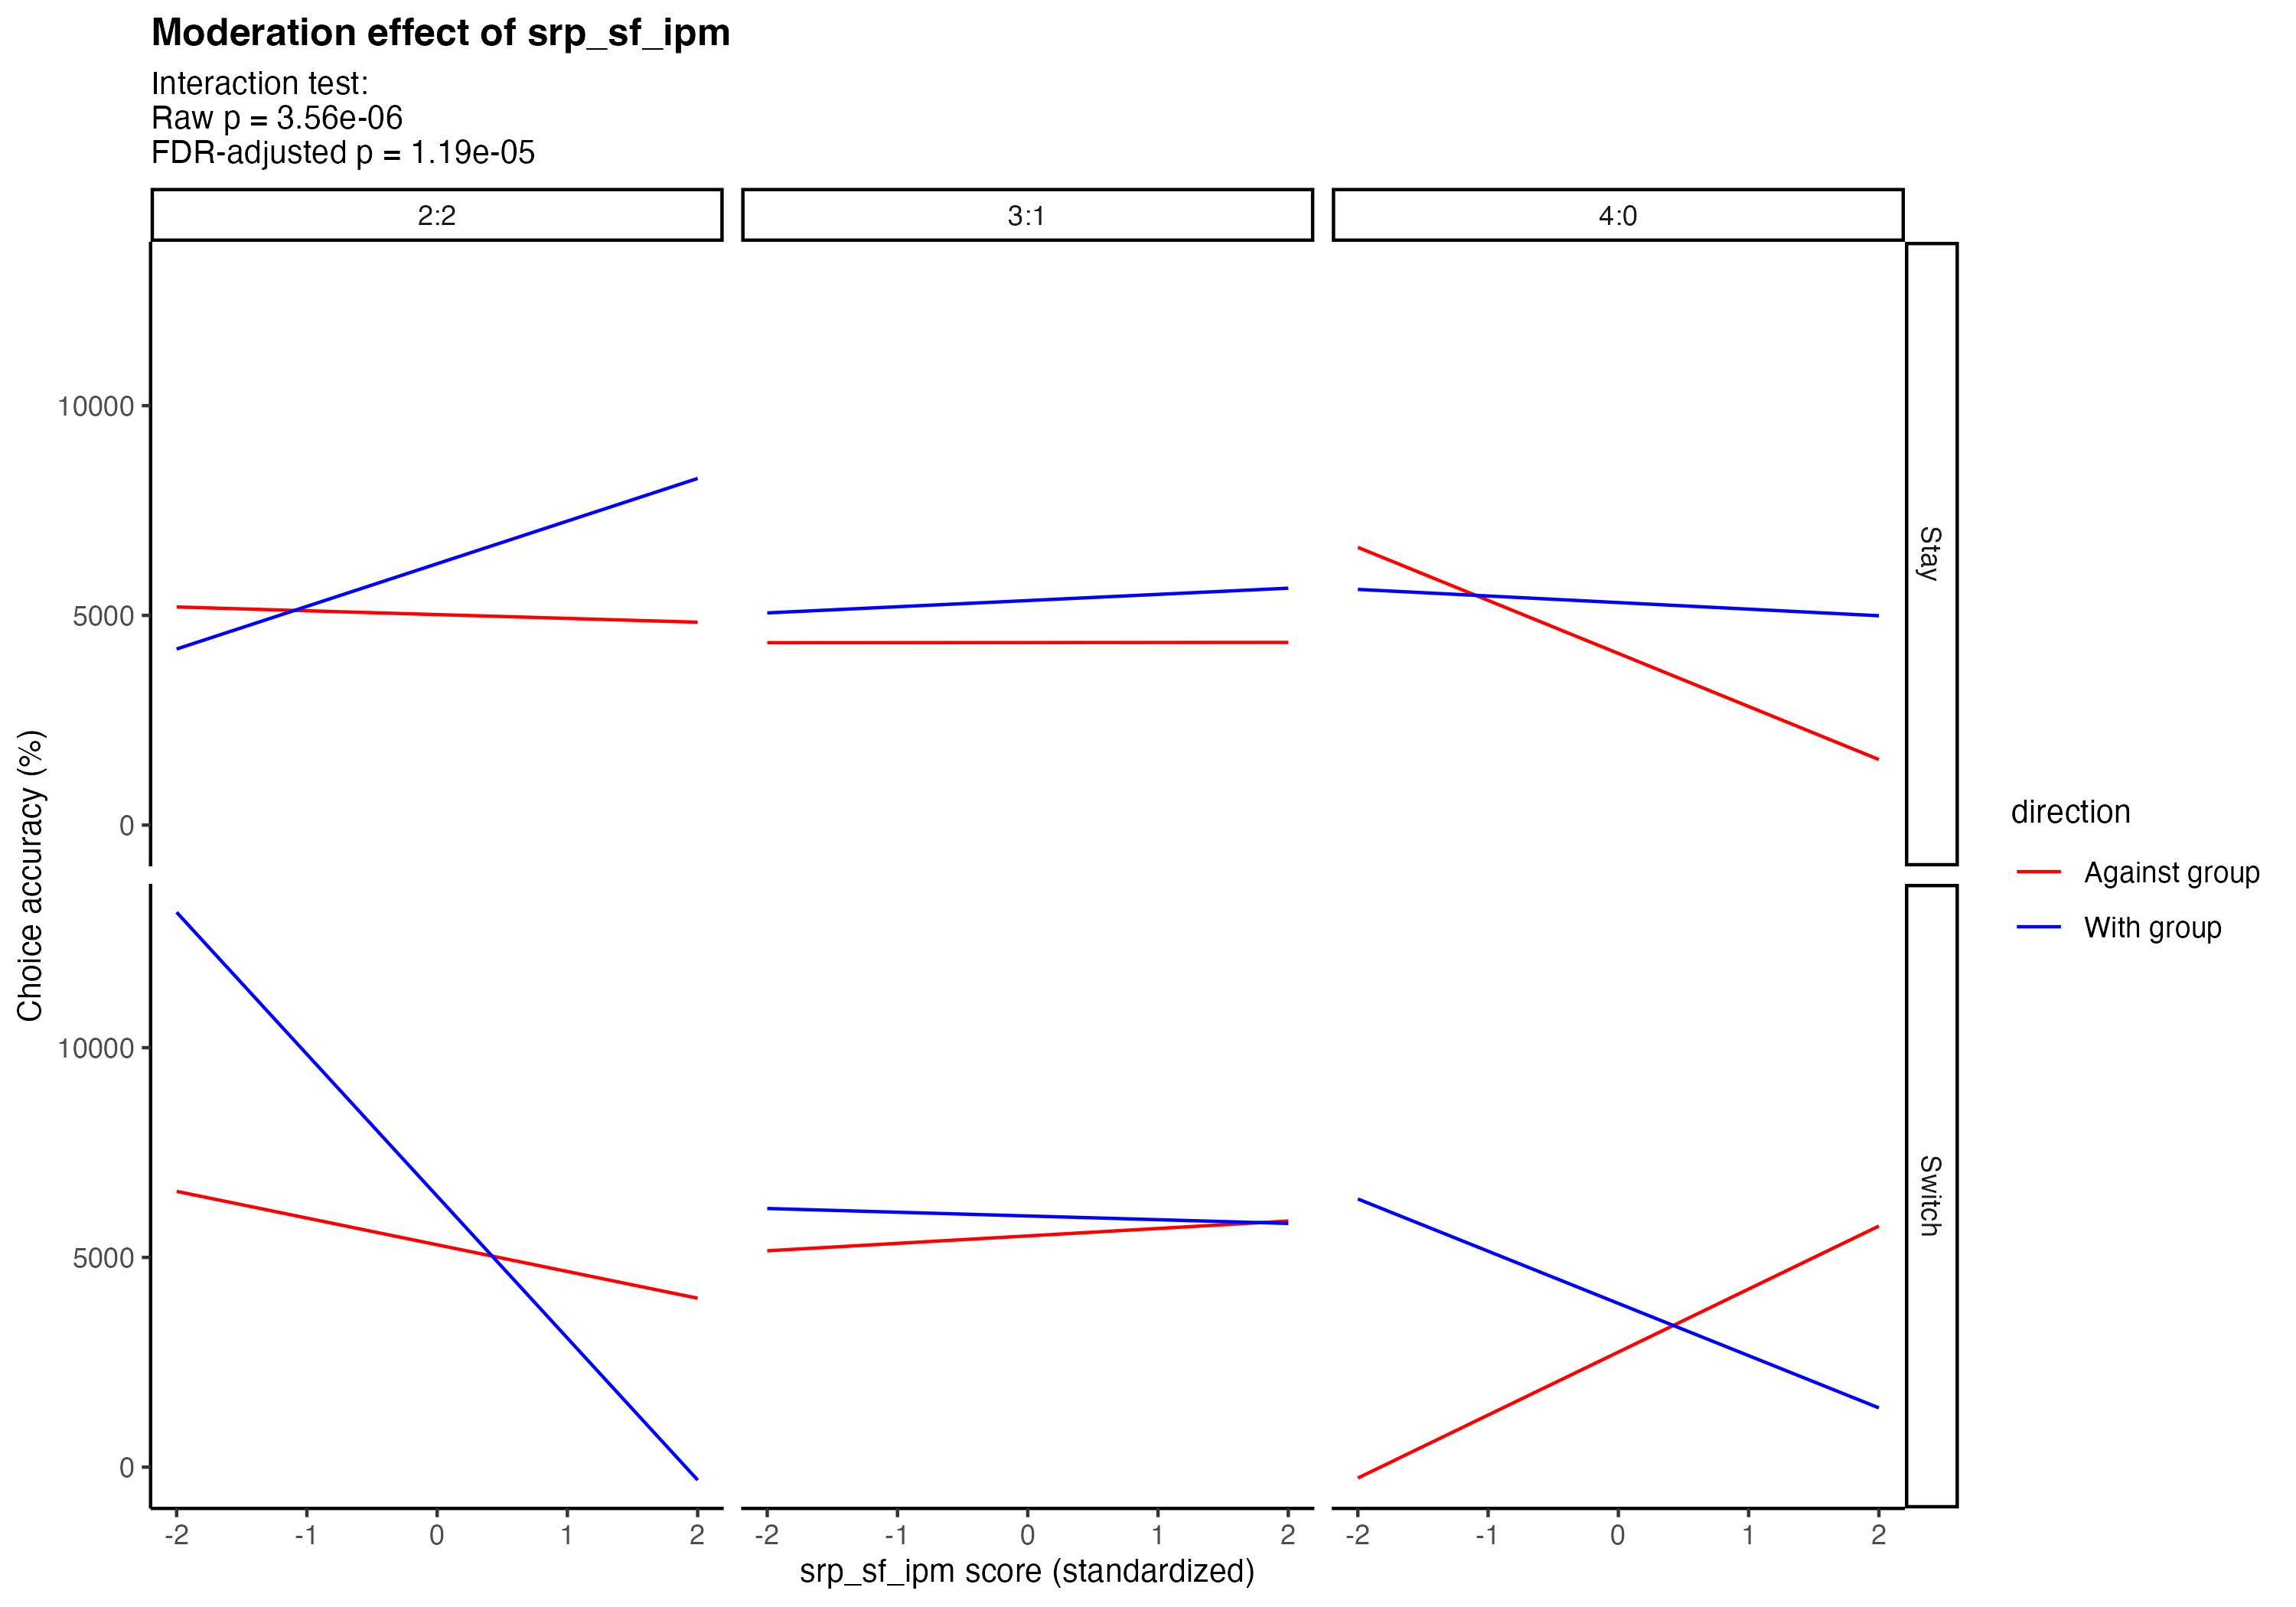 Moderation effect of srp_sf_ipm
Interaction test:
Raw p = 3.56e-06
FDR-adjusted p = 1.19e-05
2:2
3:1
4:0
Stay
10000
5000
0
Choice accuracy (%)
direction
Against group
With group
Switch
10000
5000
0
-2 -1 0 1 2
-2 -1 0 1 2
-2 -1 0 1 2
srp_sf_ipm score (standardized)